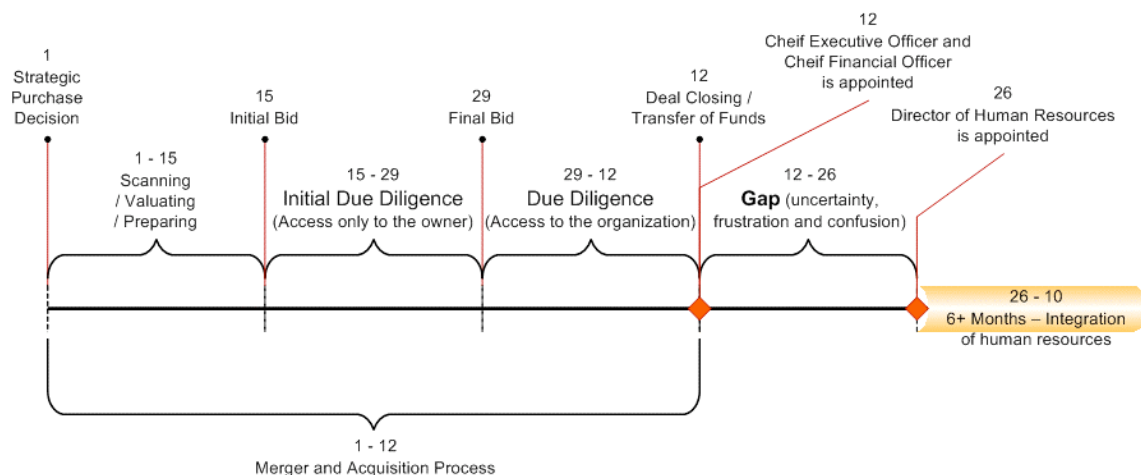 1
Strategic
Purchase
Decision
15
Initial Bid
29
Final Bid
12
Deal Closing /
Transfer of Funds
12
Cheif Executive Officer and
Cheif Financial Officer
is appointed
26
Director of Human Resources
is appointed
1 - 15
Scanning
/ Valuating
/ Preparing
15 - 29
Initial Due Diligence
(Access only to the owner)
29 - 12
Due Diligence
(Access to the organization)
12 - 26
Gap (uncertainty,
frustration and confusion)
26 - 10
6+ Months – Integration
of human resources
1 - 12
Merger and Acquisition Process